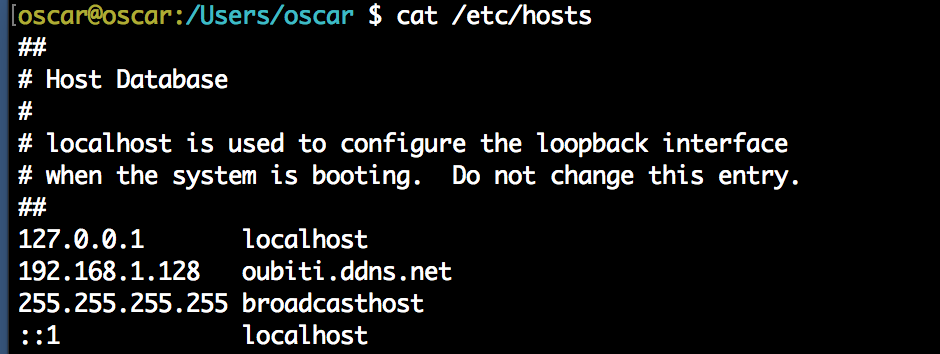 [oscar@oscar:/Users/oscar $ cat /etc/hosts
##
# Host Database
#
# localhost is used to configure the loopback interface
# when the system is booting.  Do not change this entry.
##
127.0.0.1       localhost
192.168.1.128   oubiti.ddns.net
255.255.255.255 broadcasthost
::1             localhost